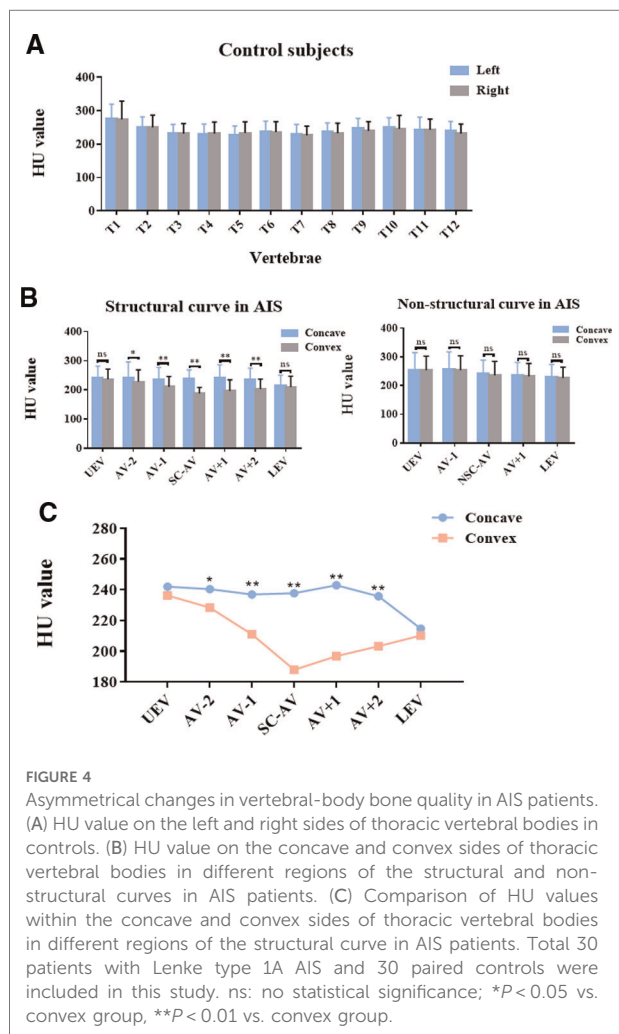 A
Control subjects
Left
Right
HU value
400
300
200
100
0
T1 T2 T3 T4 T5 T6 T7 T8 T9 T10 T11 T12
Vertebrae
B
Structural curve in AIS
Concave
Convex
HU value
400
300
200
100
0
ns * ** ** ** ** ns
UEV AV-2 AV-1 SC-AV AV+1 AV+2 LEV
Non-structural curve in AIS
Concave
Convex
HU value
400
300
200
100
0
ns ns ns ns ns
UEV AV-1 NSC-AV AV+1 LEV
C
Concave
Convex
HU value
280
260
240
220
200
180
* ** ** ** **
UEV AV-2 AV-1 SC-AV AV+1 AV+2 LEV
FIGURE 4
Asymmetrical changes in vertebral-body bone quality in AIS patients.
(A) HU value on the left and right sides of thoracic vertebral bodies in
controls. (B) HU value on the concave and convex sides of thoracic
vertebral bodies in different regions of the structural and non-
structural curves in AIS patients. (C) Comparison of HU values
within the concave and convex sides of thoracic vertebral bodies
in different regions of the structural curve in AIS patients. Total 30
patients with Lenke type 1A AIS and 30 paired controls were
included in this study. ns: no statistical significance; *P < 0.05 vs.
convex group, **P < 0.01 vs. convex group.